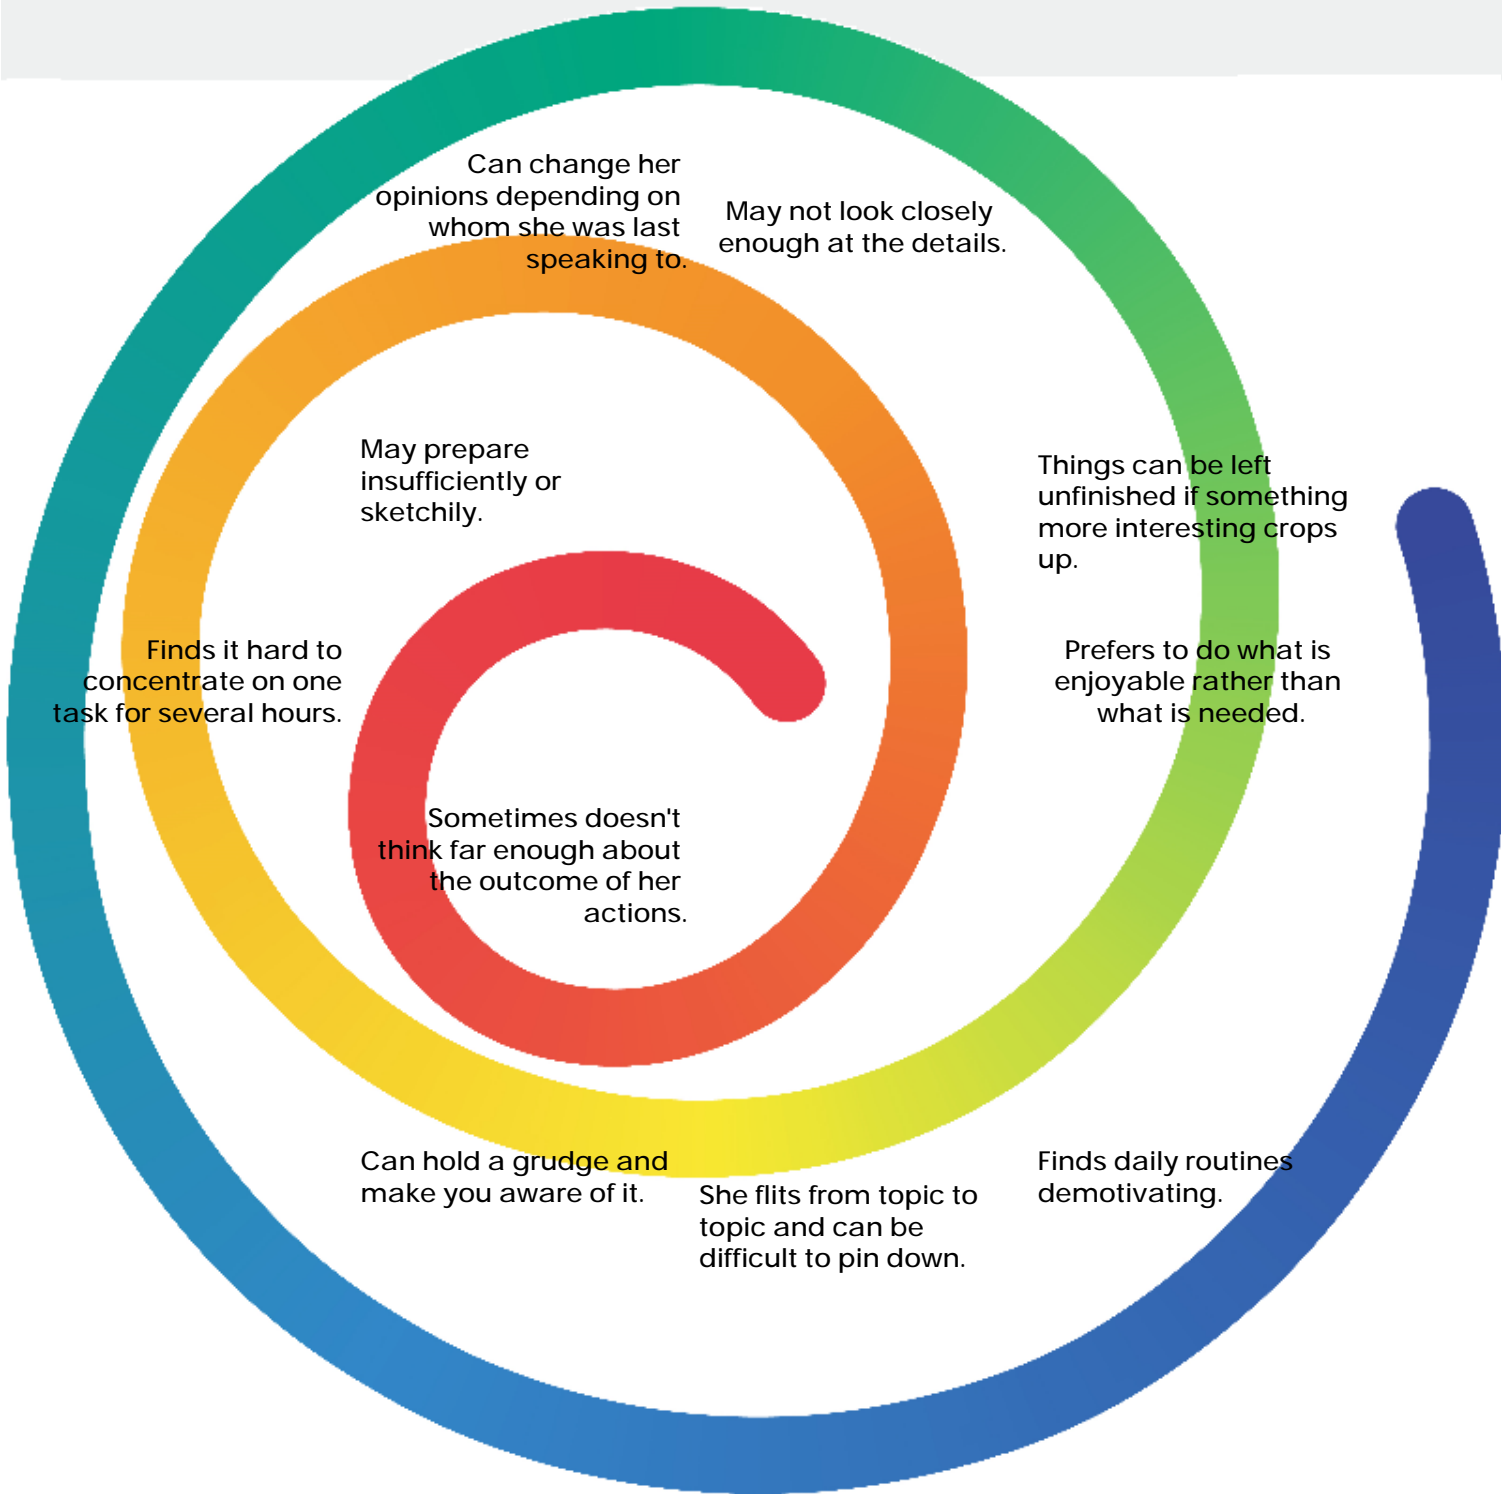 Can change her
opinions depending on
whom she was last
speaking to.
May not look closely
enough at the details.
May prepare
insufficiently or
sketchily.
Things can be left
unfinished if something
more interesting crops
up.
Finds it hard to
concentrate on one
task for several hours.
Prefers to do what is
enjoyable rather than
what is needed.
Sometimes doesn't
think far enough about
the outcome of her
actions.
Can hold a grudge and
make you aware of it.
She flits from topic to
topic and can be
difficult to pin down.
Finds daily routines
demotivating.